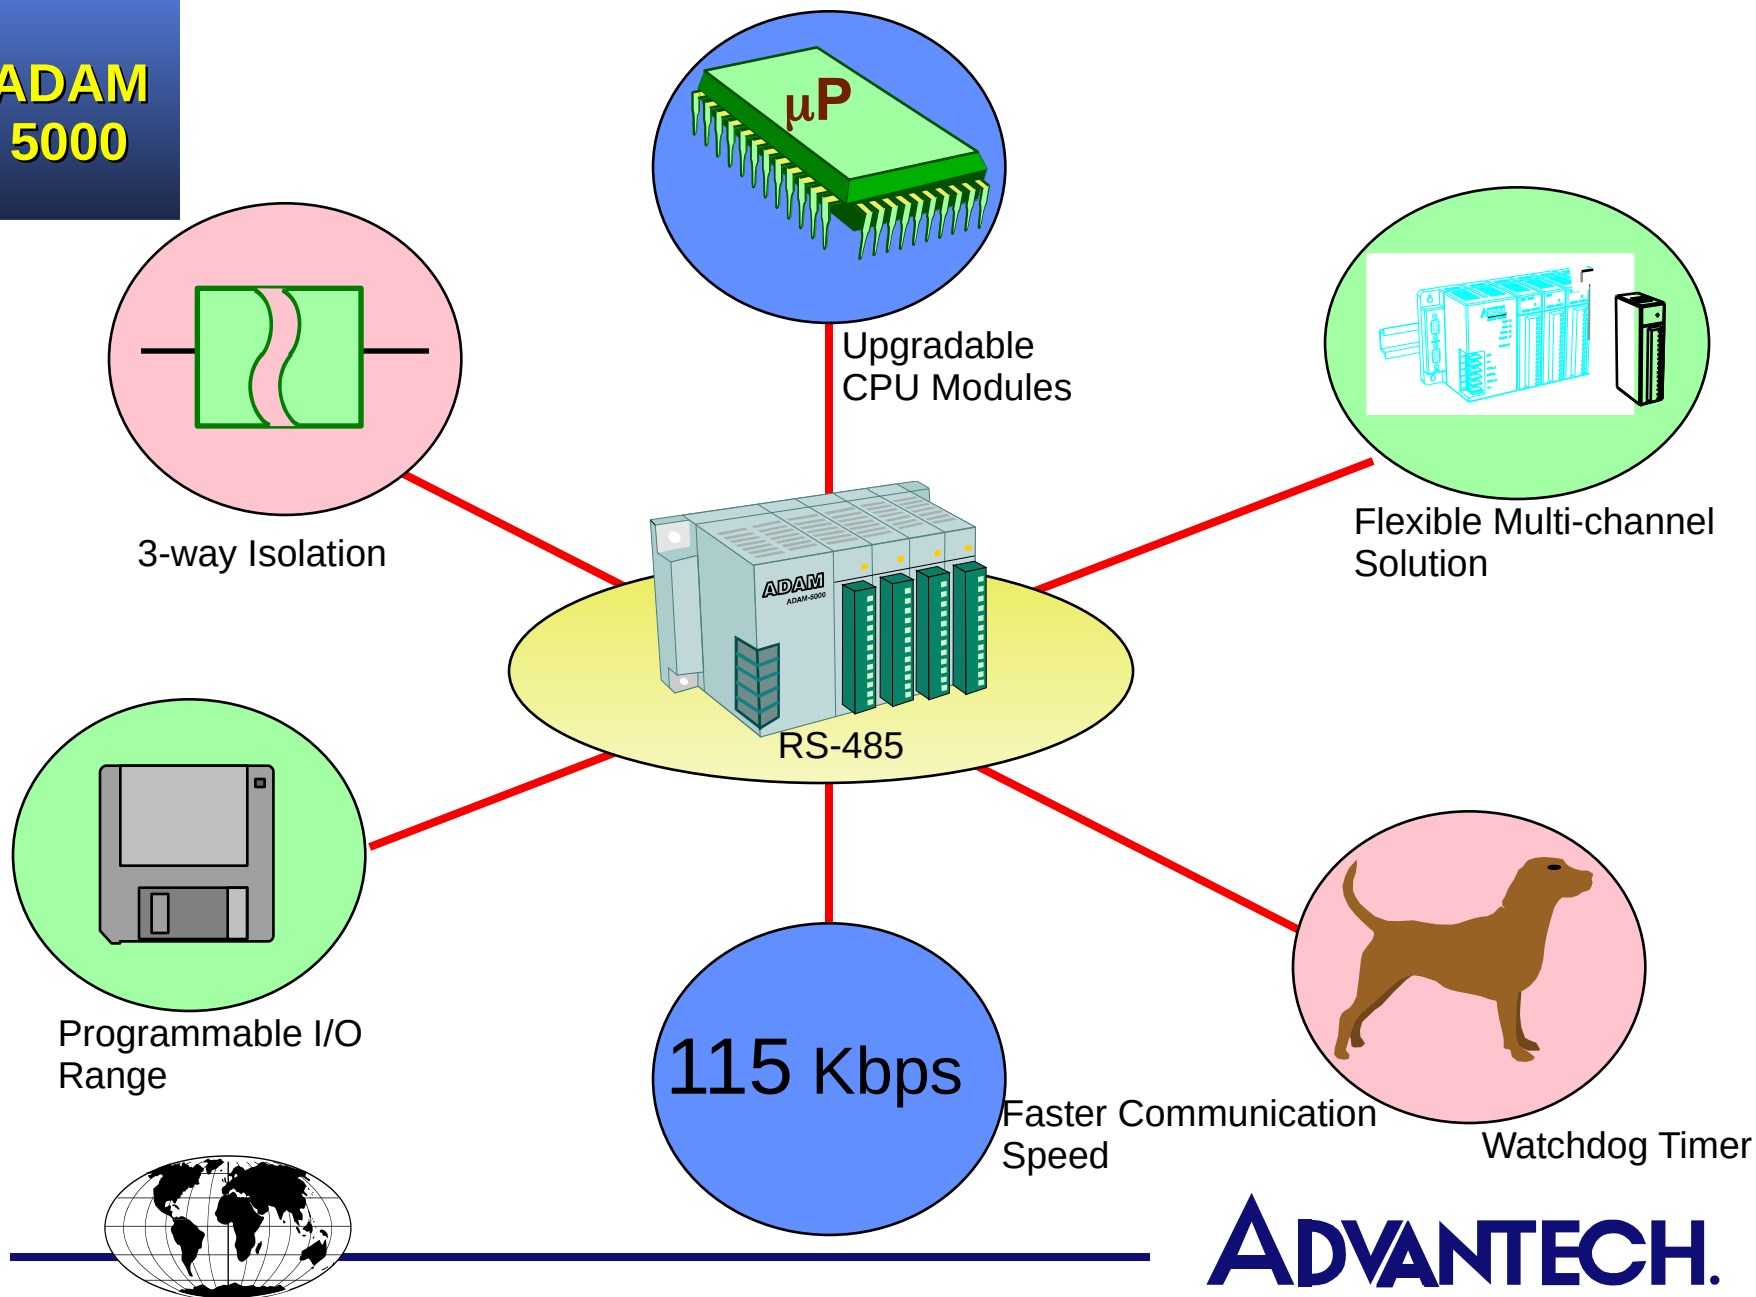 ADAM
5000
μP
Upgradable
CPU Modules
3-way Isolation
Flexible Multi-channel
Solution
ADAM
ADAM-5000
RS-485
Programmable I/O
Range
115 Kbps
Faster Communication
Speed
Watchdog Timer
ADVANTECH.